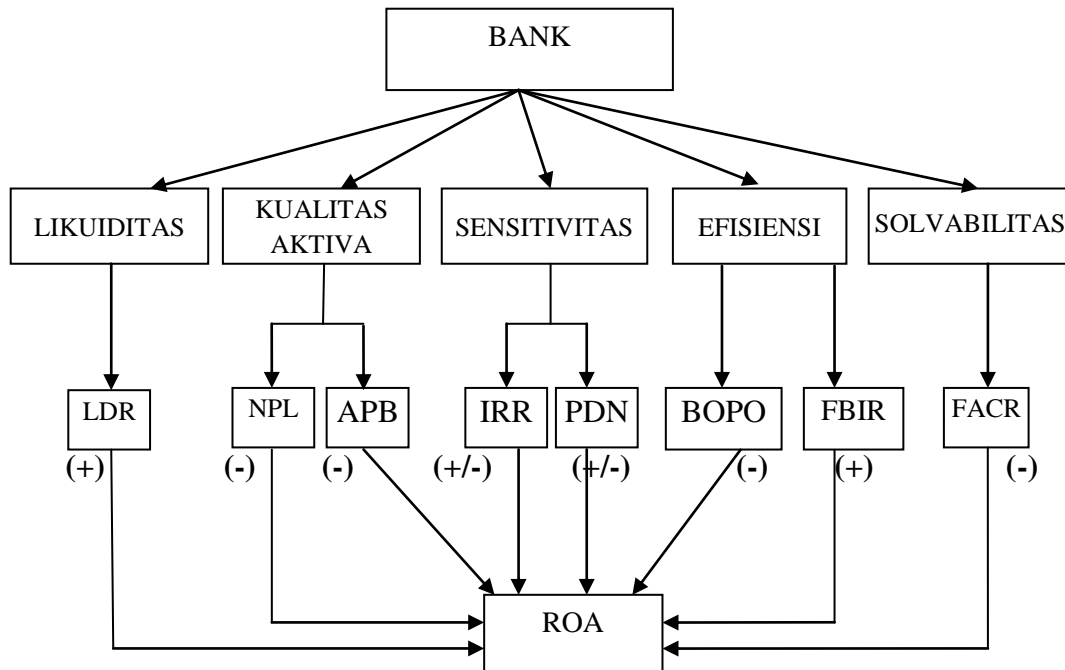 BANK
LIKUIDITAS
KUALITAS
AKTIVA
SENSITIVITAS
EFISIENSI
SOLVABILITAS
LDR
NPL
APB
IRR
PDN
BOPO
FBIR
FACR
(+)
(-)
(-)
(+/-)
(+/-)
(-)
(+)
(-)
ROA